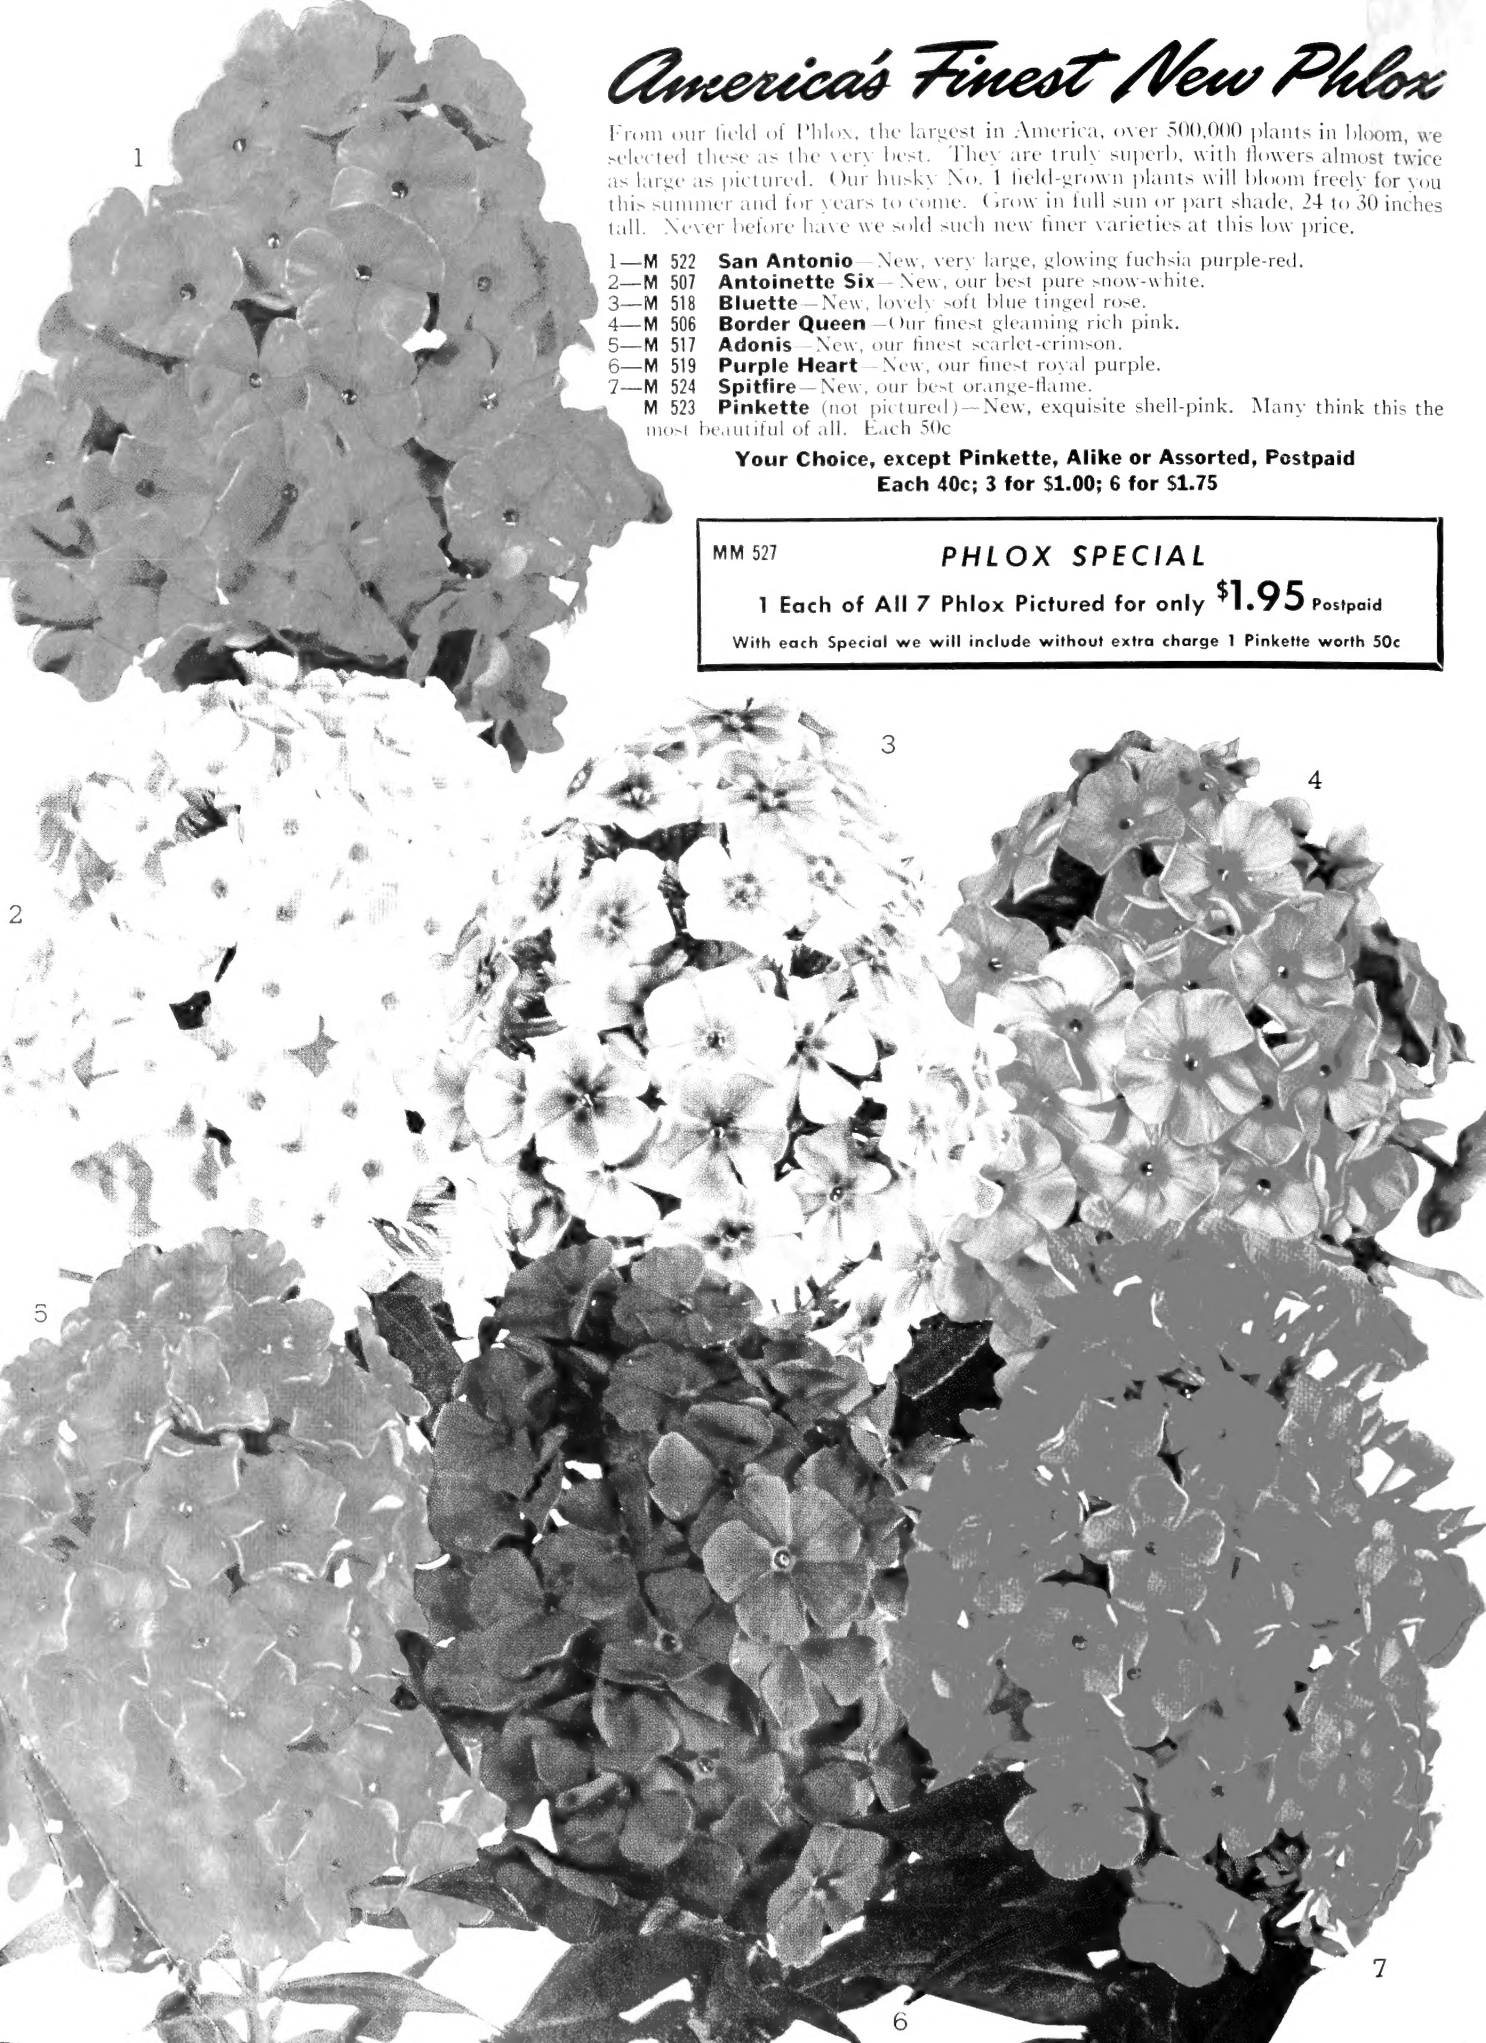 America's Finest New Phlox
From our field of Phlox, the largest in America, over 500,000 plants in bloom, we
selected these as the very best. They are truly superb, with flowers almost twice
as large as pictured. Our husky No. 1 field-grown plants will bloom freely for you
this summer and for years to come. Grow in full sun or part shade, 24 to 30 inches
tall. Never before have we sold such new finer varieties at this low price.
1—M 522 San Antonio—New, very large, glowing fuchsia purple-red.
2—M 507 Antoinette Six—New, our best pure snow-white.
3—M 518 Bluette—New, lovely soft blue tinged rose.
4—M 506 Border Queen—Our finest gleaming rich pink.
5—M 517 Adonis—New, our finest scarlet-crimson.
6—M 519 Purple Heart—New, our finest royal purple.
7—M 524 Spitfire—New, our best orange-flame.
M 523 Pinkette (not pictured)—New, exquisite shell-pink. Many think this the
most beautiful of all. Each 50c
Your Choice, except Pinkette, Alike or Assorted, Postpaid
Each 40c; 3 for $1.00; 6 for $1.75
MM 527 PHLOX SPECIAL
1 Each of All 7 Phlox Pictured for only $1.95 Postpaid
With each Special we will include without extra charge 1 Pinkette worth 50c
1
2
3
4
5
6
7